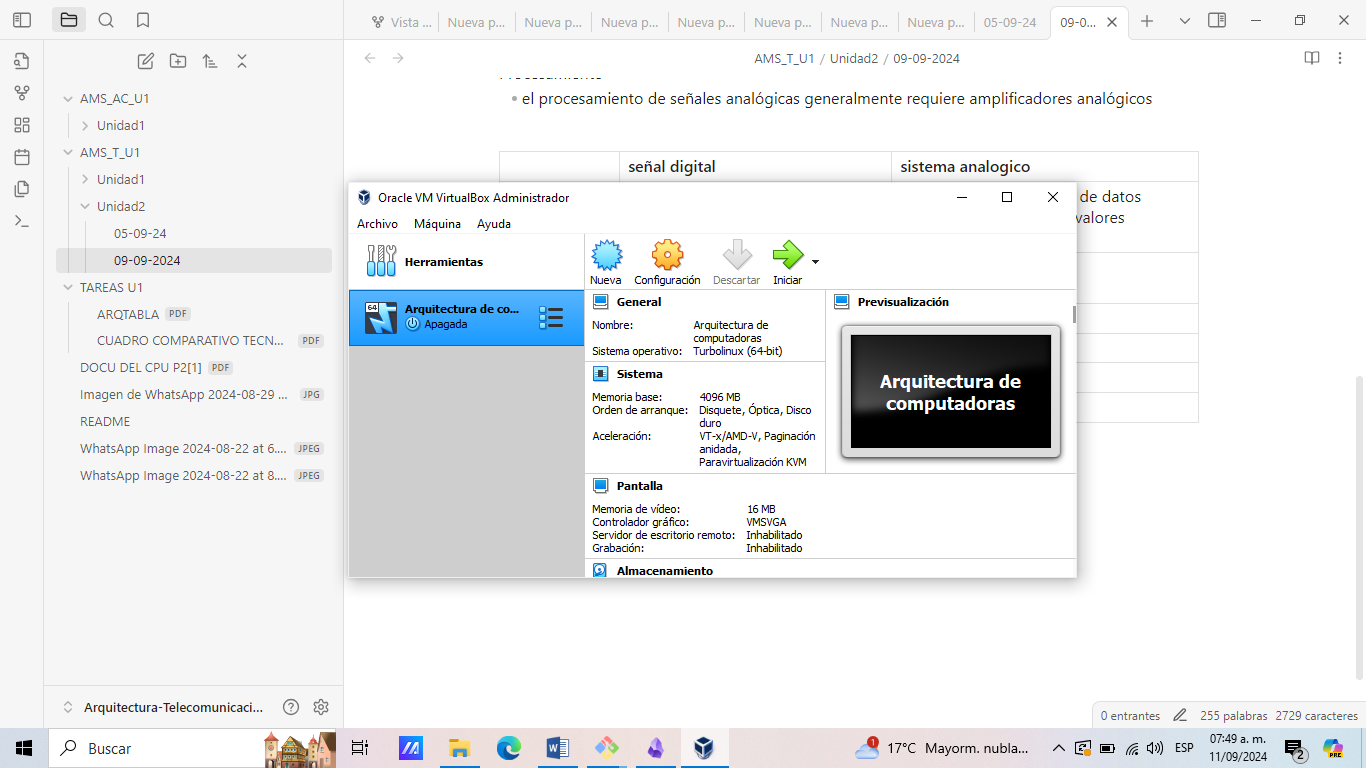 Vista ...
Nueva p...
Nueva p...
Nueva p...
Nueva p...
Nueva p...
Nueva p...
Nueva p...
05-09-24
09-0...
AMS_T_U1 / Unidad2 / 09-09-2024
AMS_AC_U1
Unidad1
AMS_T_U1
Unidad1
Unidad2
05-09-24
09-09-2024
TAREAS U1
ARQTABLA PDF
CUADRO COMPARATIVO TECN... PDF
DOCU DEL CPU P2[1] PDF
Imagen de WhatsApp 2024-08-29 ... JPG
README
WhatsApp Image 2024-08-22 at 6.... JPEG
WhatsApp Image 2024-08-22 at 8.... JPEG
Arquitectura-Telecomunicaci...
el procesamiento de señales analógicas generalmente requiere amplificadores analógicos
señal digital
sistema analogico
de datos
valores
Oracle VM VirtualBox Administrador
Archivo Máquina Ayuda
Herramientas
Nueva
Configuración
Descartar
Iniciar
64
Arquitectura de co...
Apagada
General
Nombre: Arquitectura de
computadoras
Sistema operativo: Turbolinux (64-bit)
Sistema
Memoria base: 4096 MB
Orden de arranque: Disquete, Óptica, Disco
duro
Aceleración: VT-x/AMD-V, Paginación
anidada,
Paravirtualización KVM
Previsualización
Arquitectura de
computadoras
Pantalla
Memoria de vídeo: 16 MB
Controlador gráfico: VMSVGA
Servidor de escritorio remoto: Inhabilitado
Grabación: Inhabilitado
Almacenamiento
0 entrantes
255 palabras
2729 caracteres
Buscar
1
17°C Mayorm. nubla...
ESP
07:49 a. m.
11/09/2024
2
PRE